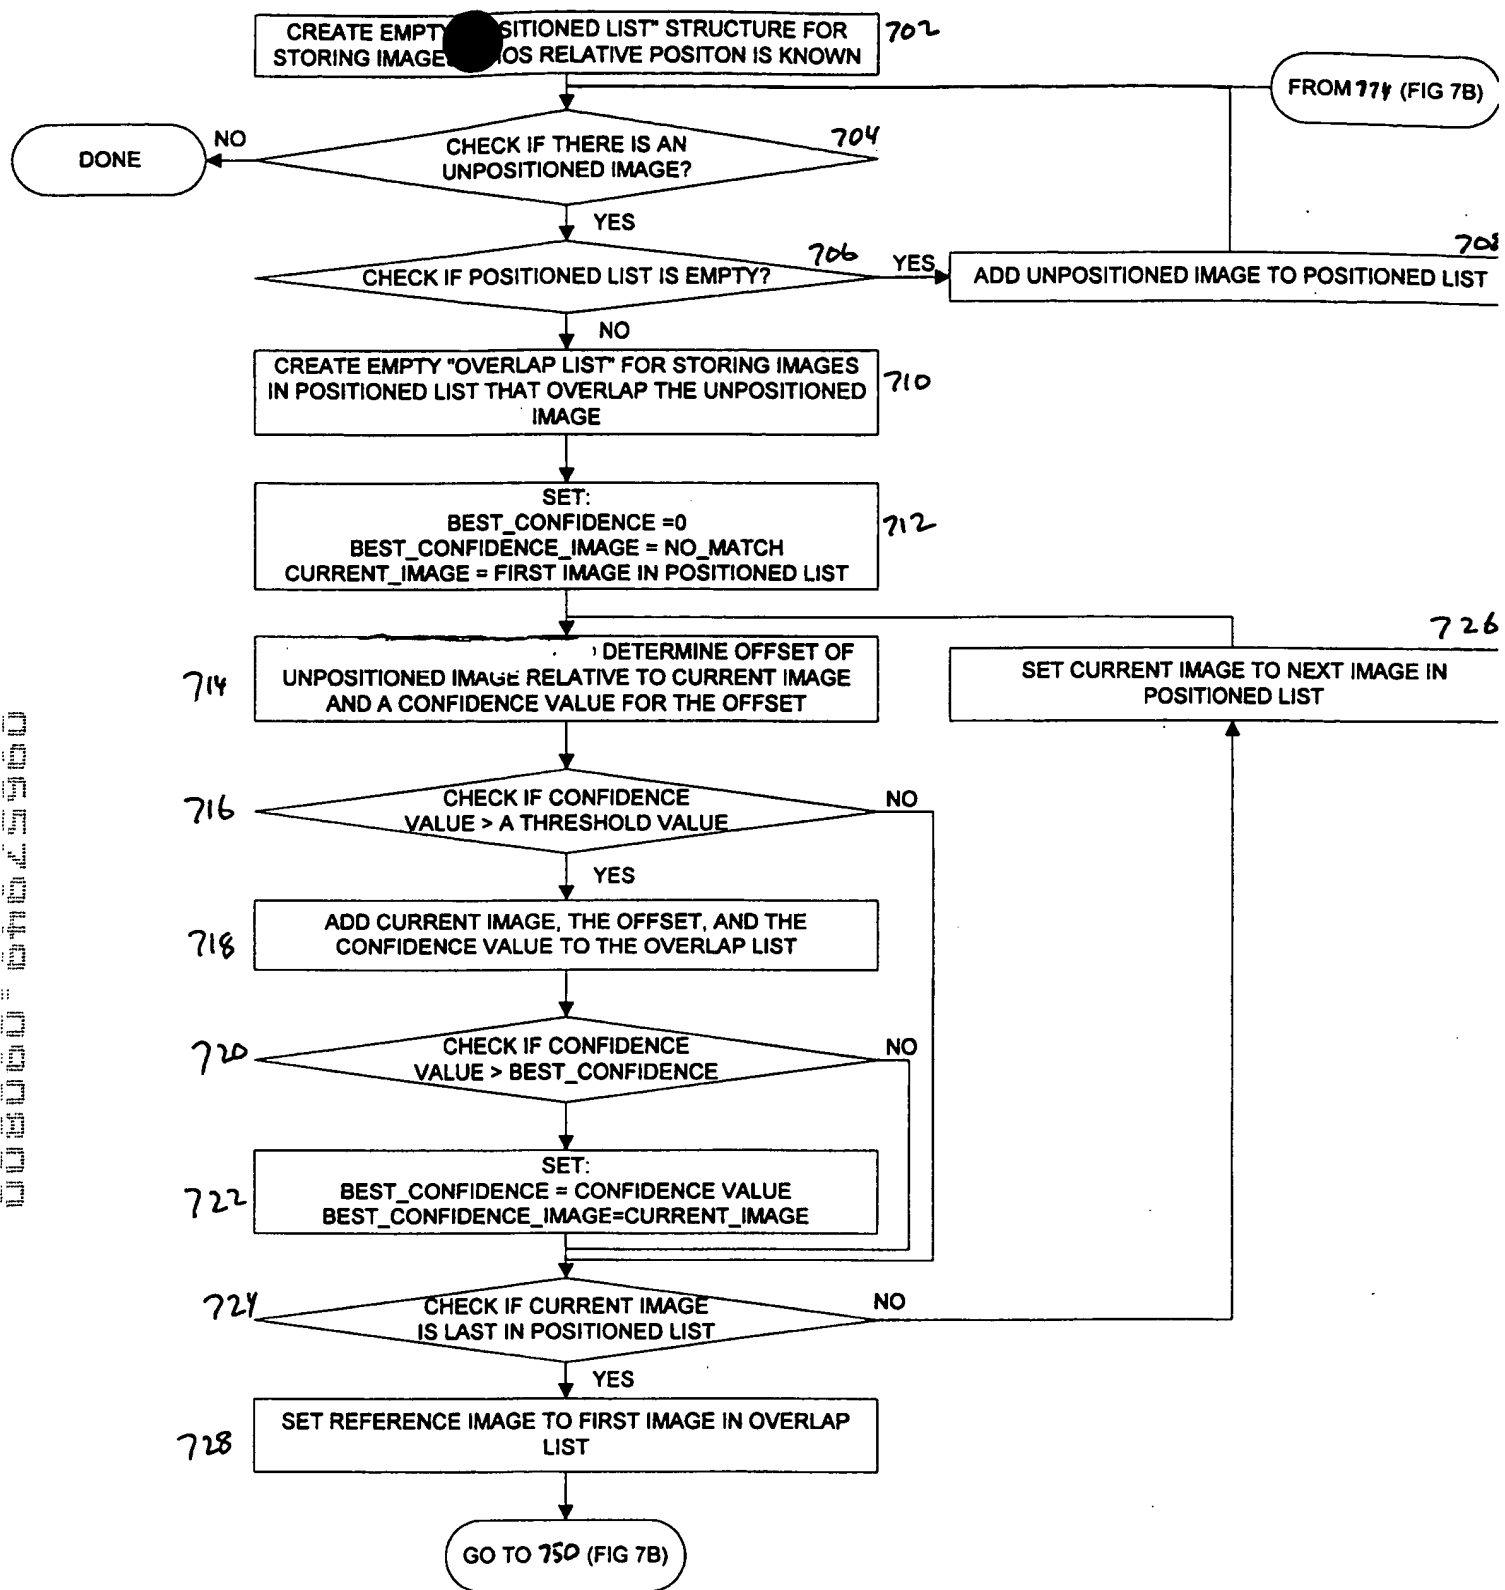 CREATE EMPTY SITIONED LIST" STRUCTURE FOR
STORING IMAGE OS RELATIVE POSITON IS KNOWN
702
FROM 774 (FIG 7B)
DONE
NO
CHECK IF THERE IS AN
UNPOSITIONED IMAGE?
704
YES
CHECK IF POSITIONED LIST IS EMPTY?
706
YES
ADD UNPOSITIONED IMAGE TO POSITIONED LIST
708
NO
CREATE EMPTY "OVERLAP LIST" FOR STORING IMAGES
IN POSITIONED LIST THAT OVERLAP THE UNPOSITIONED
IMAGE
710
SET:
BEST_CONFIDENCE =0
BEST_CONFIDENCE_IMAGE = NO_MATCH
CURRENT_IMAGE = FIRST IMAGE IN POSITIONED LIST
712
DETERMINE OFFSET OF
UNPOSITIONED IMAGE RELATIVE TO CURRENT IMAGE
AND A CONFIDENCE VALUE FOR THE OFFSET
714
726
SET CURRENT IMAGE TO NEXT IMAGE IN
POSITIONED LIST
716
CHECK IF CONFIDENCE
VALUE > A THRESHOLD VALUE
NO
YES
718
ADD CURRENT IMAGE, THE OFFSET, AND THE
CONFIDENCE VALUE TO THE OVERLAP LIST
720
CHECK IF CONFIDENCE
VALUE > BEST_CONFIDENCE
NO
722
SET:
BEST_CONFIDENCE = CONFIDENCE VALUE
BEST_CONFIDENCE_IMAGE=CURRENT_IMAGE
724
CHECK IF CURRENT IMAGE
IS LAST IN POSITIONED LIST
NO
YES
728
SET REFERENCE IMAGE TO FIRST IMAGE IN OVERLAP
LIST
GO TO 750 (FIG 7B)